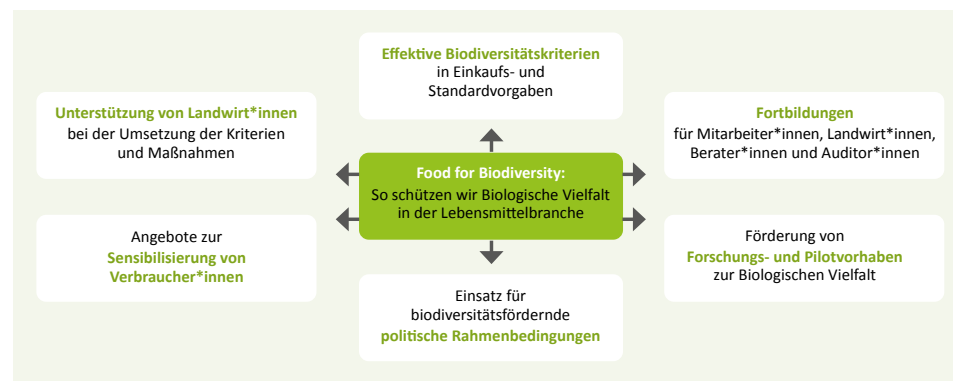 Effektive Biodiversitätskriterien
in Einkaufs- und
Standardvorgaben
Unterstützung von Landwirt*innen
bei der Umsetzung der Kriterien
und Maßnahmen
Fortbildungen
für Mitarbeiter*innen, Landwirt*innen,
Berater*innen und Auditor*innen
Food for Biodiversity:
So schützen wir Biologische Vielfalt
in der Lebensmittelbranche
Angebote zur
Sensibilisierung von
Verbraucher*innen
Förderung von
Forschungs- und Pilotvorhaben
zur Biologischen Vielfalt
Einsatz für
biodiversitätsfördernde
politische Rahmenbedingungen